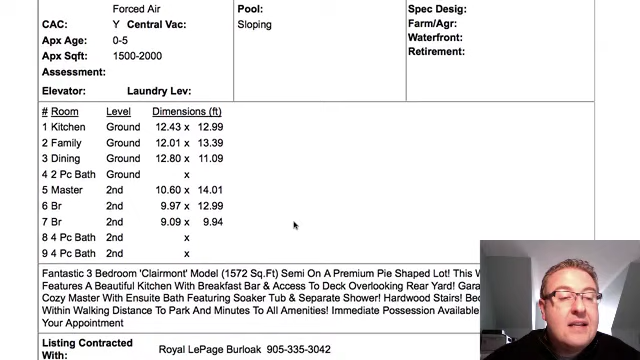 Forced Air
Pool:
Spec Desig:
CAC: Y Central Vac:
Sloping
Farm/Agr:
Apx Age: 0-5
Waterfront:
Apx Sqft: 1500-2000
Retirement:
Assessment:
Elevator: Laundry Lev:
# Room Level Dimensions (ft)
1 Kitchen Ground 12.43 x 12.99
2 Family Ground 12.01 x 13.39
3 Dining Ground 12.80 x 11.09
4 2 Pc Bath Ground x
5 Master 2nd 10.60 x 14.01
6 Br 2nd 9.97 x 12.99
7 Br 2nd 9.09 x 9.94
8 4 Pc Bath 2nd x
9 4 Pc Bath 2nd x
Fantastic 3 Bedroom 'Clairmont' Model (1572 Sq.Ft) Semi On A Premium Pie Shaped Lot! This
Features A Beautiful Kitchen With Breakfast Bar & Access To Deck Overlooking Rear Yard!
Cozy Master With Ensuite Bath Featuring Soaker Tub & Separate Shower! Hardwood Stairs!
Within Walking Distance To Park And Minutes To All Amenities! Immediate Possession Available
Your Appointment
Listing Contracted With: Royal LePage Burloak 905-335-3042